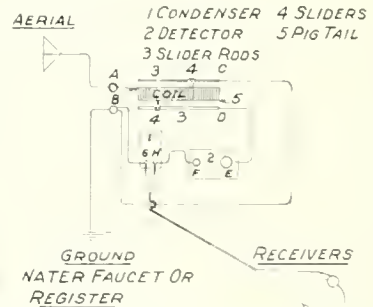 AERIAL
1 CONDENSER 4 SLIDERS
2 DETECTOR 5 PIG TAIL
3 SLIDER RODS
A 3 4 C
B COIL 5
4 3 D
1
G H 2
F E
GROUND
WATER FAUCET OR
REGISTER
RECEIVERS